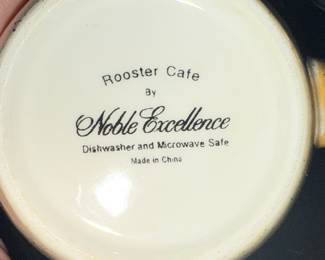 Rooster Cafe
By
Noble Excellence
Dishwasher and Microwave Safe
Made in China